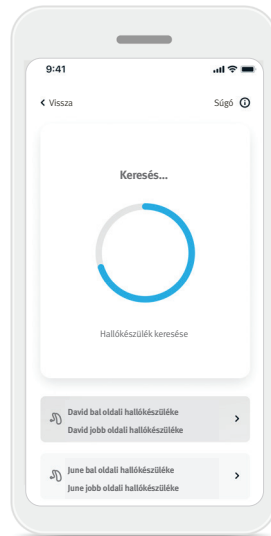 9:41
Vissza
Súgó
Keresés...
Hallókészülék keresése
David bal oldali hallókészüléke
David jobb oldali hallókészüléke
June bal oldali hallókészüléke
June jobb oldali hallókészüléke